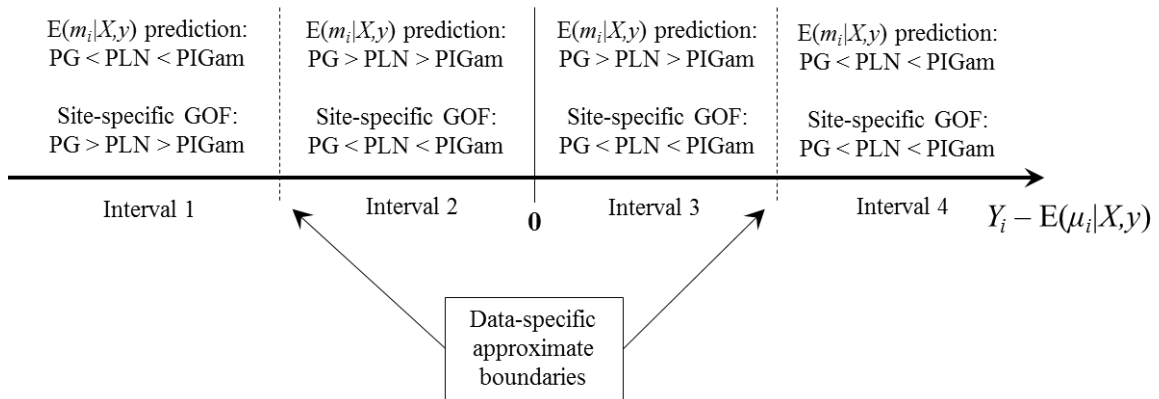 E(mᵢ|X,y) prediction:
PG < PLN < PIGam
Site-specific GOF:
PG > PLN > PIGam
E(mᵢ|X,y) prediction:
PG > PLN > PIGam
Site-specific GOF:
PG < PLN < PIGam
E(mᵢ|X,y) prediction:
PG > PLN > PIGam
Site-specific GOF:
PG < PLN < PIGam
E(mᵢ|X,y) prediction:
PG < PLN < PIGam
Site-specific GOF:
PG < PLN < PIGam
Interval 1
Interval 2
0
Interval 3
Interval 4
Yᵢ – E(μᵢ|X,y)
Data-specific
approximate
boundaries